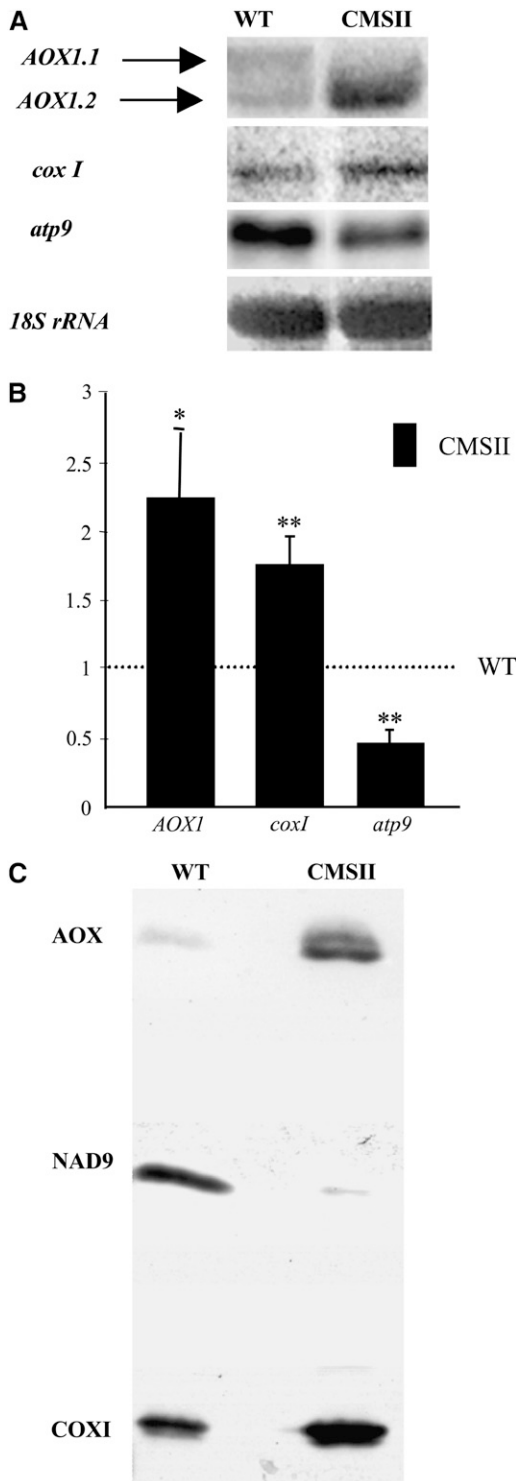 A
WT CMSII
AOX1.1
AOX1.2
cox I
atp9
18S rRNA
B
3
2.5
2
1.5
1
0.5
0
*
**
**
CMSII
WT
AOX1 coxI atp9
C
WT CMSII
AOX
NAD9
COXI